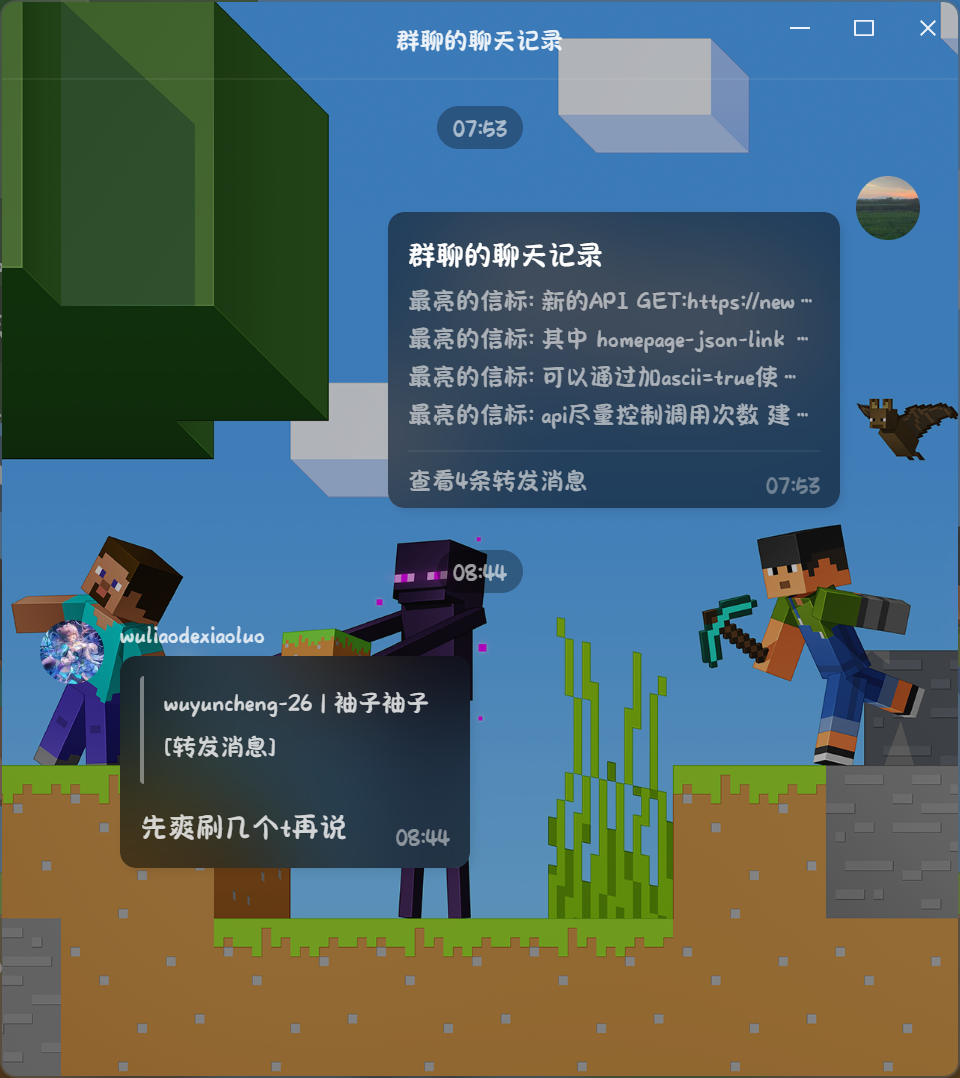 群聊的聊天记录
07:53
群聊的聊天记录
最亮的信标: 新的API GET:https://new…
最亮的信标: 其中 homepage-json-link …
最亮的信标: 可以通过加ascii=true使…
最亮的信标: api尽量控制调用次数 建…
查看4条转发消息
07:53
08:44
wuliaodexiaoluo
wuyuncheng-26 | 袖子袖子
[转发消息]
先爽刷几个t再说
08:44